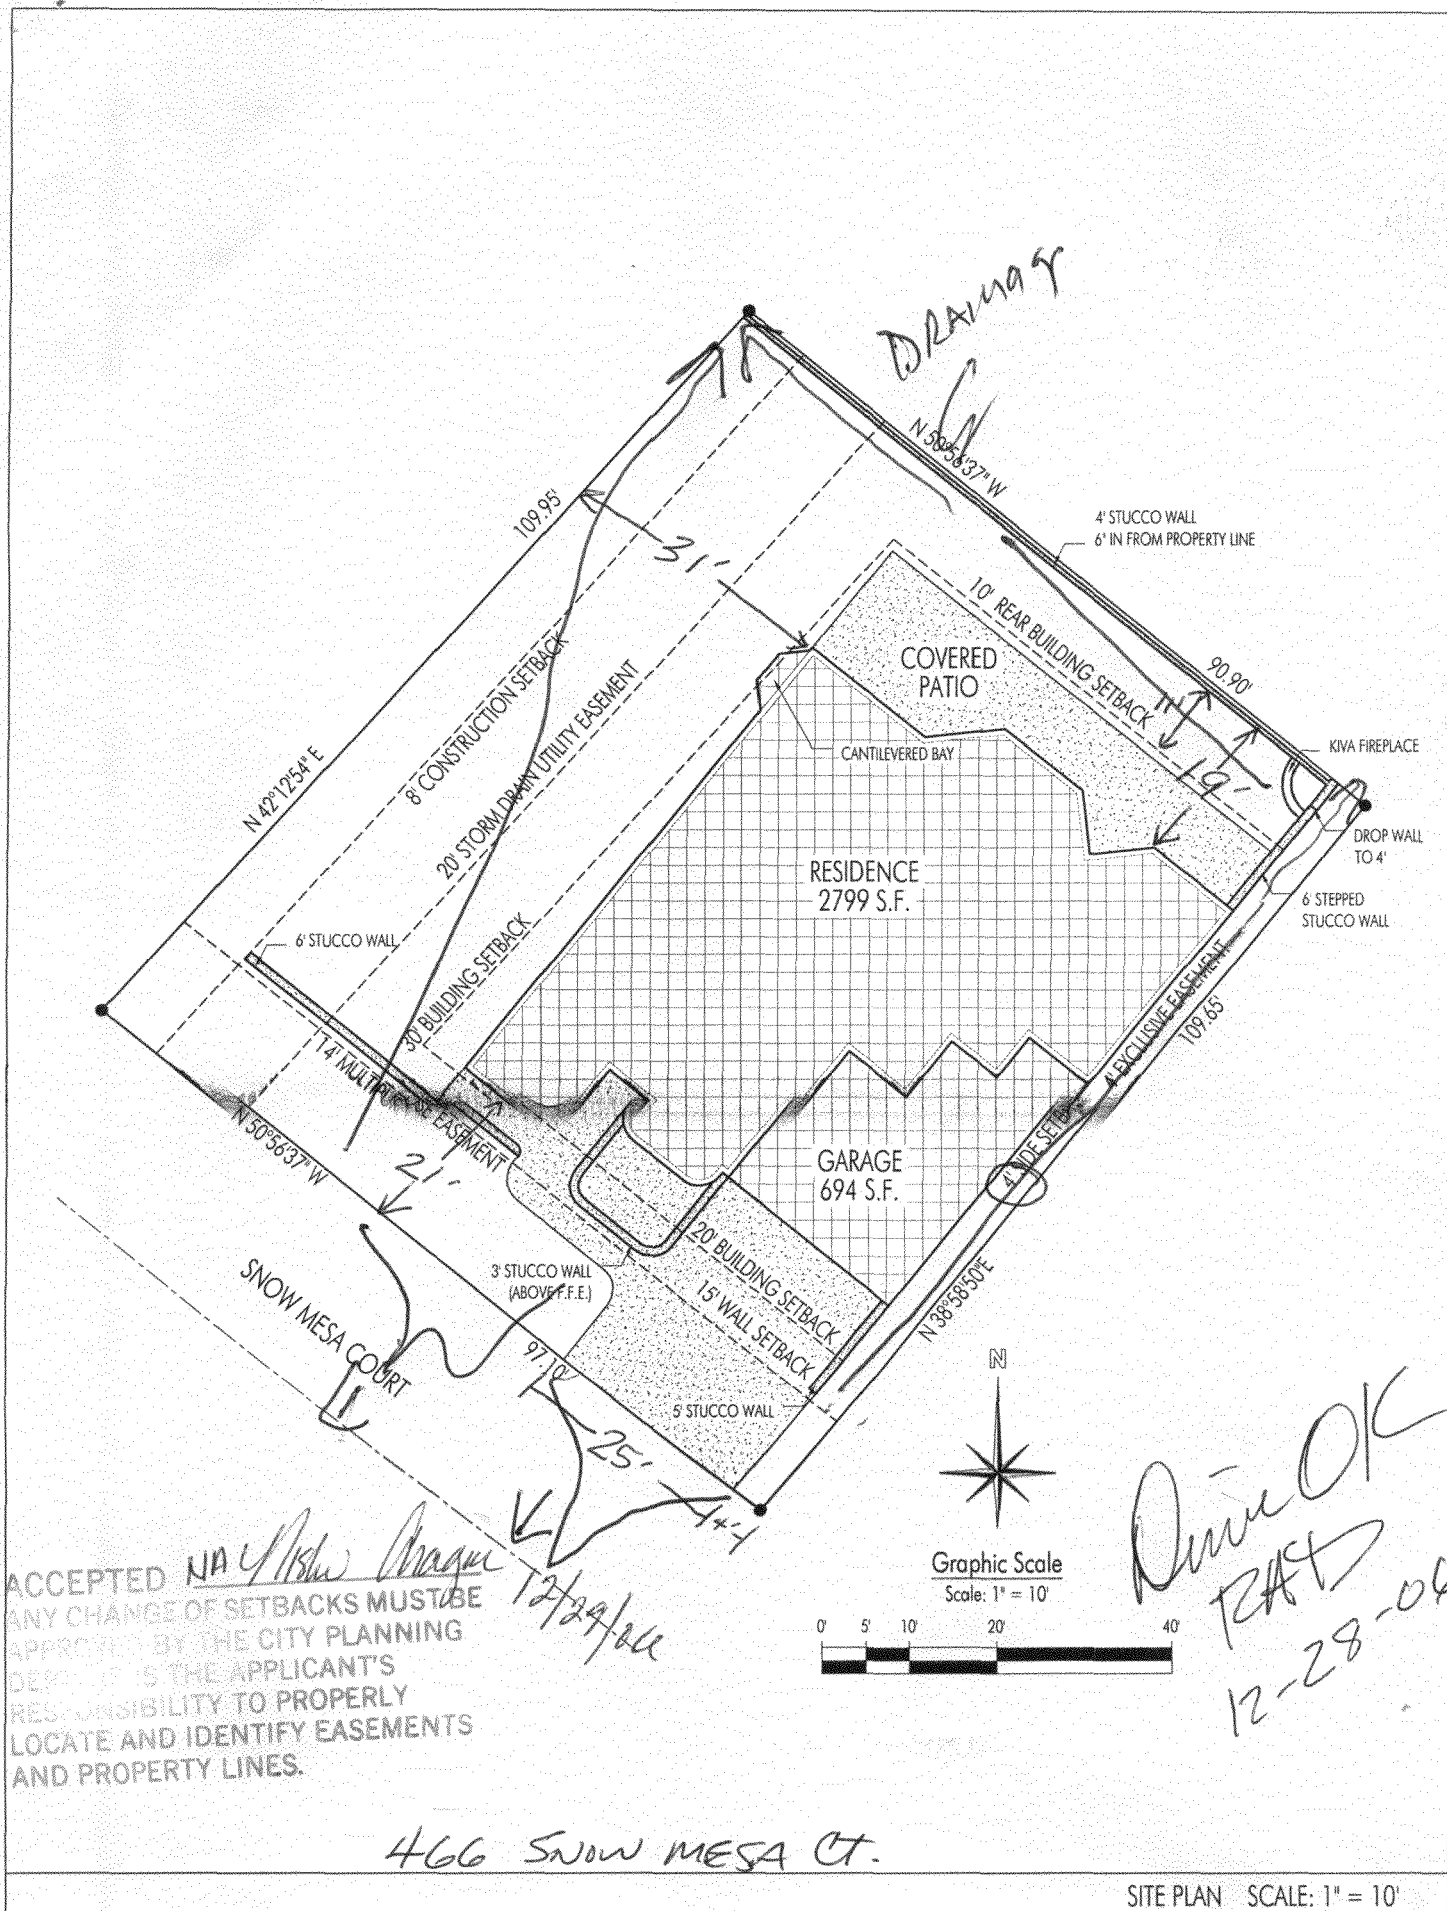 DRAINAGE
N 50°56'37" W
109.95'
31'
4' STUCCO WALL
6" IN FROM PROPERTY LINE
10' REAR BUILDING SETBACK
COVERED
PATIO
90.90'
11'
19'
KIVA FIREPLACE
CANTILEVERED BAY
8' CONSTRUCTION SETBACK
20' STORM DRAIN UTILITY EASEMENT
N 42°12'54" E
DROP WALL
TO 4'
RESIDENCE
2799 S.F.
6' STEPPED
STUCCO WALL
6' STUCCO WALL
30' BUILDING SETBACK
4' EXCLUSIVE EASEMENT
109.65'
14' MULTIPURPOSE EASEMENT
N 50°56'37" W
21'
GARAGE
694 S.F.
4' SIDE SETBACK
20' BUILDING SETBACK
15' WALL SETBACK
3' STUCCO WALL
(ABOVE F.F.E.)
SNOW MESA COURT
97.10'
N 38°58'50"E
5' STUCCO WALL
25'
N
Graphic Scale
Scale: 1" = 10'
0' 5' 10' 20' 40'
OK
12-28-06
ACCEPTED
12/29/06
ANY CHANGE OF SETBACKS MUST BE
APPROVED BY THE CITY PLANNING
THE APPLICANT'S
RESPONSIBILITY TO PROPERLY
LOCATE AND IDENTIFY EASEMENTS
AND PROPERTY LINES.
466 SNOW MESA CT.
SITE PLAN SCALE: 1" = 10'